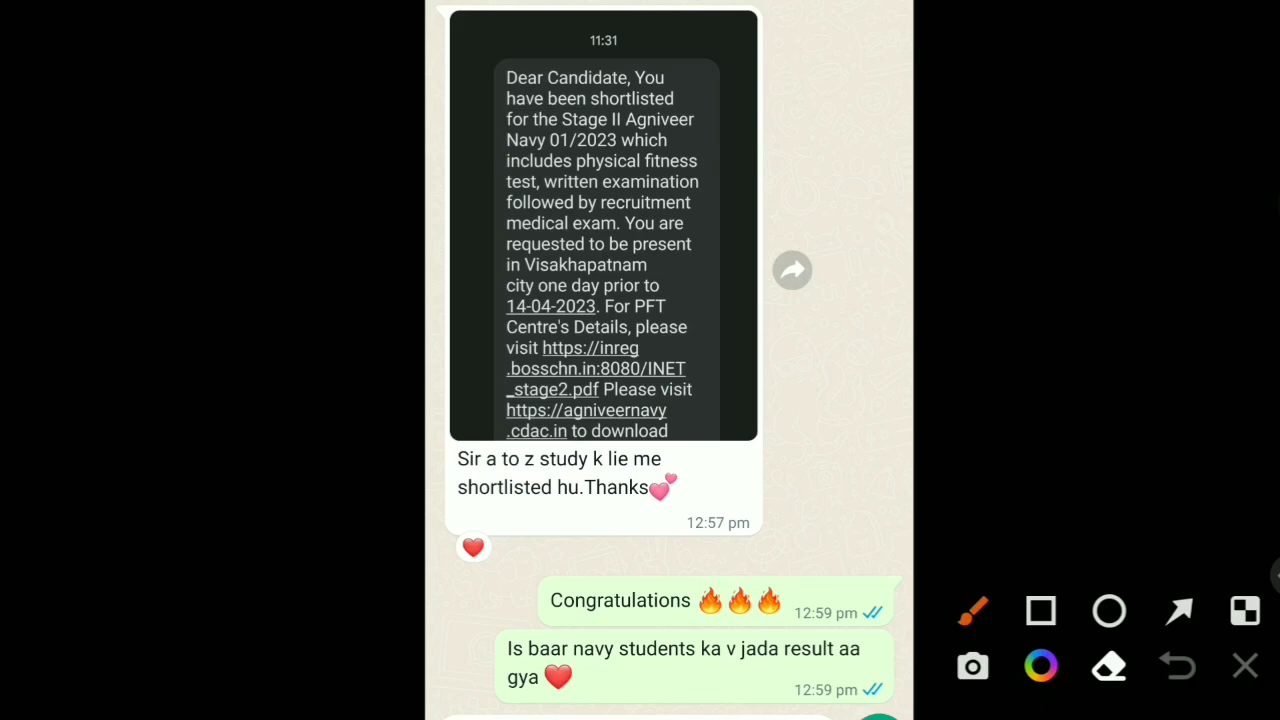 11:31
Dear Candidate, You
have been shortlisted
for the Stage II Agniveer
Navy 01/2023 which
includes physical fitness
test, written examination
followed by recruitment
medical exam. You are
requested to be present
in Visakhapatnam
city one day prior to
14-04-2023. For PFT
Centre's Details, please
visit https://inreg
.bosschn.in:8080/INET
_stage2.pdf Please visit
https://agniveernavy
.cdac.in to download
Sir a to z study k lie me
shortlisted hu.Thanks💕
12:57 pm
Congratulations 🔥🔥🔥 12:59 pm
Is baar navy students ka v jada result aa
gya ❤️
12:59 pm